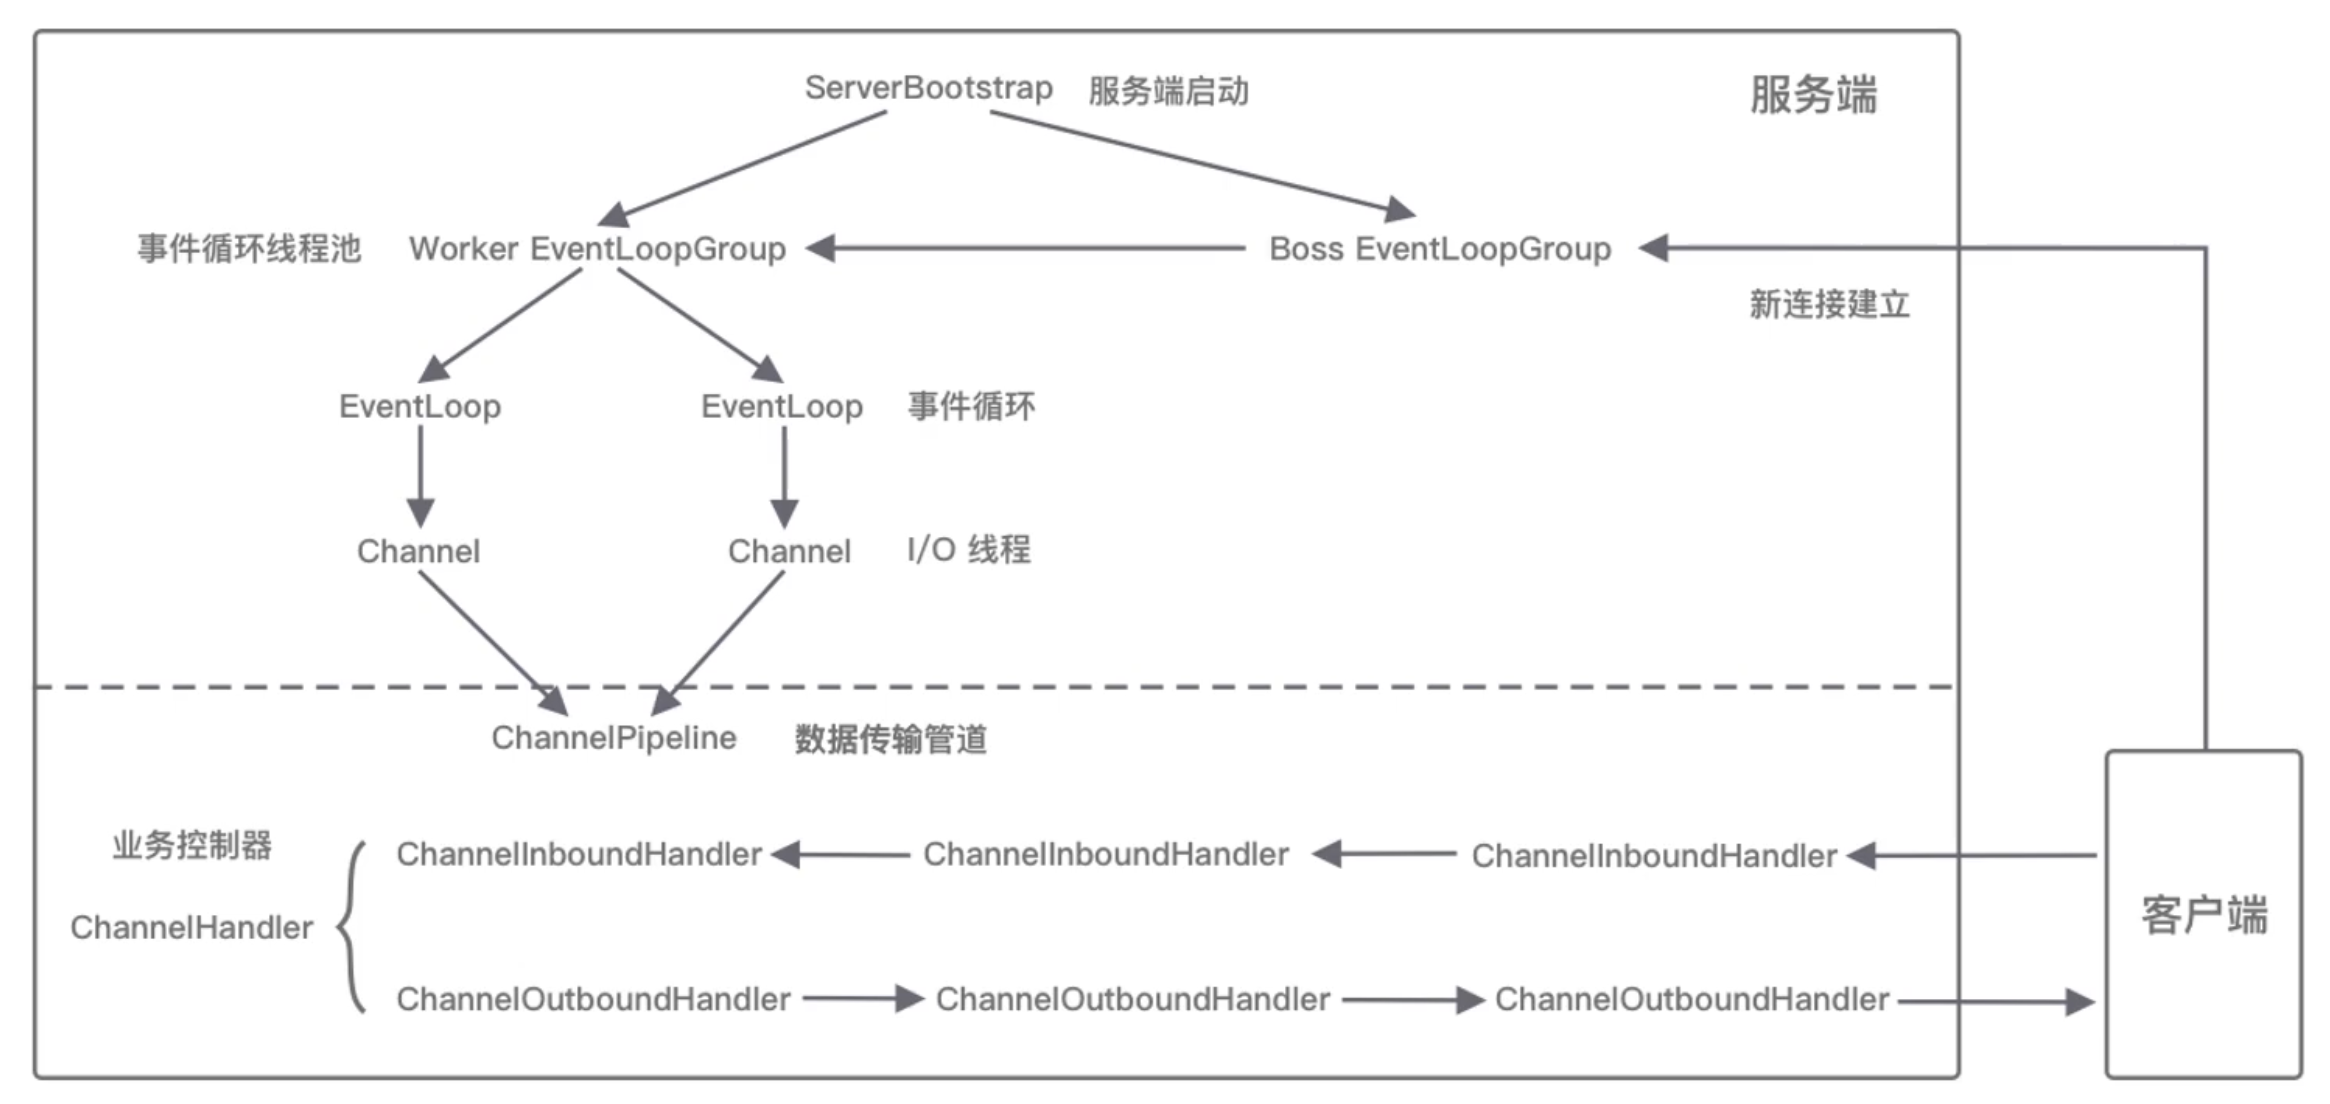 ServerBootstrap 服务端启动
服务端
事件循环线程池 Worker EventLoopGroup
Boss EventLoopGroup
新连接建立
EventLoop
EventLoop 事件循环
Channel
Channel I/O 线程
ChannelPipeline 数据传输管道
业务控制器
ChannelHandler
ChannelInboundHandler
ChannelInboundHandler
ChannelInboundHandler
ChannelOutboundHandler
ChannelOutboundHandler
ChannelOutboundHandler
客户端